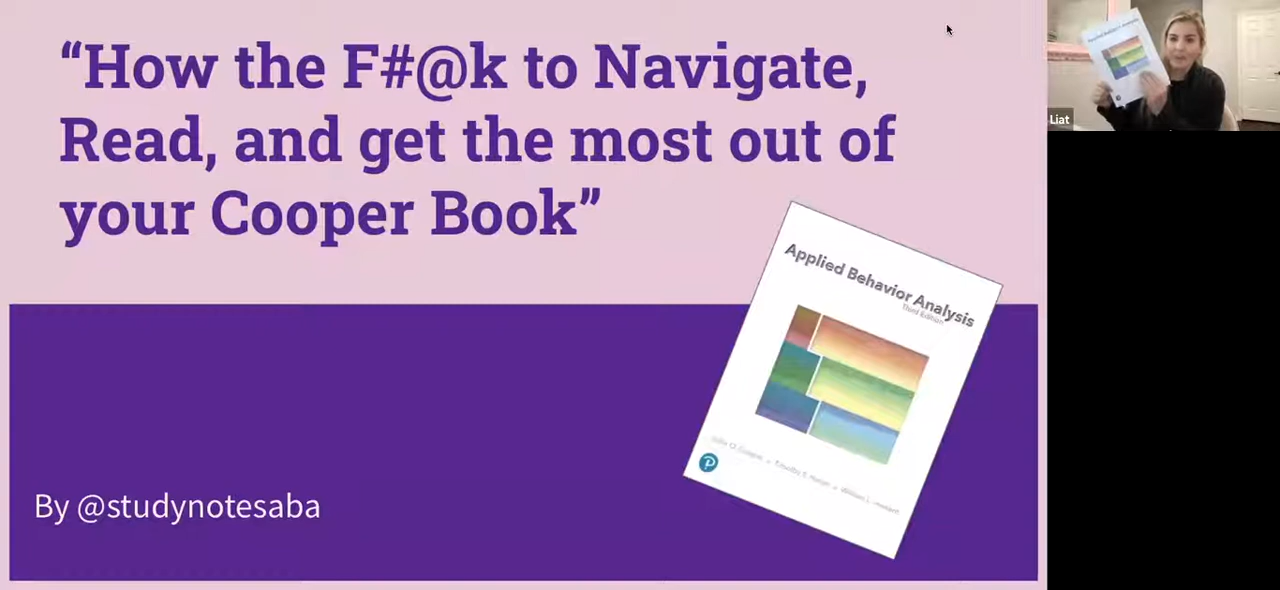 “How the F#@k to Navigate,
Read, and get the most out of
your Cooper Book”
Liat
Applied Behavior Analysis
Third Edition
By @studynotesaba